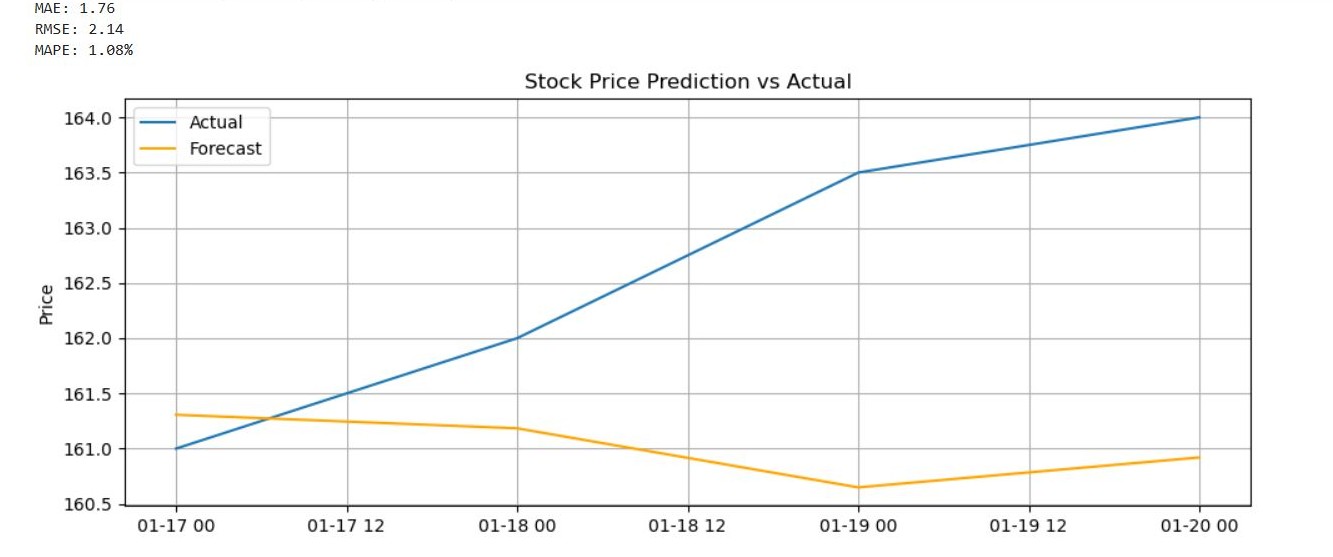 MAE: 1.76
RMSE: 2.14
MAPE: 1.08%
Stock Price Prediction vs Actual
Actual
Forecast
164.0
163.5
163.0
162.5
162.0
161.5
161.0
160.5
Price
01-17 00 01-17 12 01-18 00 01-18 12 01-19 00 01-19 12 01-20 00